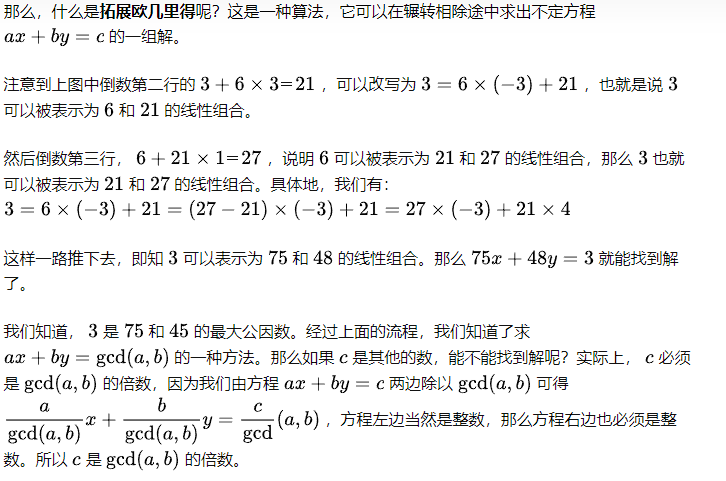 那么，什么是拓展欧几里得呢？这是一种算法，它可以在辗转相除途中求出不定方程
ax + by = c 的一组解。
注意到上图中倒数第二行的 3 + 6 × 3=21 ，可以改写为 3 = 6 × (−3) + 21 ，也就是说 3
可以被表示为 6 和 21 的线性组合。
然后倒数第三行， 6 + 21 × 1=27 ，说明 6 可以被表示为 21 和 27 的线性组合，那么 3 也就
可以被表示为 21 和 27 的线性组合。具体地，我们有：
3 = 6 × (−3) + 21 = (27 − 21) × (−3) + 21 = 27 × (−3) + 21 × 4
这样一路推下去，即知 3 可以表示为 75 和 48 的线性组合。那么 75x + 48y = 3 就能找到解
了。
我们知道， 3 是 75 和 45 的最大公因数。经过上面的流程，我们知道了求
ax + by = gcd(a, b) 的一种方法。那么如果 c 是其他的数，能不能找到解呢？实际上， c 必须
是 gcd(a, b) 的倍数，因为我们由方程 ax + by = c 两边除以 gcd(a, b) 可得
a/gcd(a, b) x + b/gcd(a, b) y = c/gcd (a, b) ，方程左边当然是整数，那么方程右边也必须是整
数。所以 c 是 gcd(a, b) 的倍数。